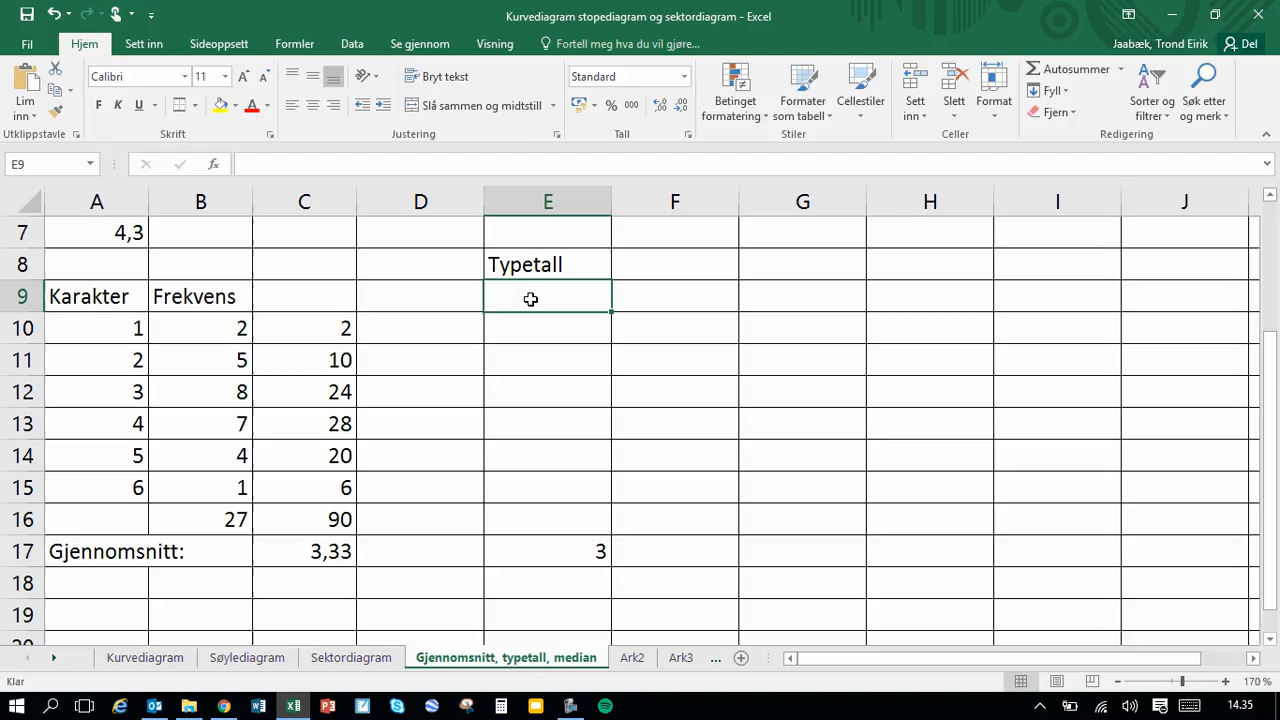 Kurvediagram stopediagram og sektordiagram - Excel
Fil Hjem Sett inn Sideoppsett Formler Data Se gjennom Visning Fortell meg hva du vil gjøre... Jaabæk, Trond Eirik Del
Lim inn
Utklippstavle
Calibri 11
F K U
Skrift
Bryt tekst
Slå sammen og midtstill
Justering
Standard
% 000
Tall
Betinget formatering
Formater som tabell
Cellestiler
Stiler
Sett inn
Slett
Format
Celler
Autosummer
Fyll
Fjern
Sorter og filtrer
Søk etter og merk
Redigering
E9 fx
A B C D E F G H I J
7 4,3
8 Typetall
9 Karakter Frekvens
10 1 2 2
11 2 5 10
12 3 8 24
13 4 7 28
14 5 4 20
15 6 1 6
16 27 90
17 Gjennomsnitt: 3,33 3
18
19
20
Kurvediagram Søylediagram Sektordiagram Gjennomsnitt, typetall, median Ark2 Ark3 ...
Klar 170 %
14.35